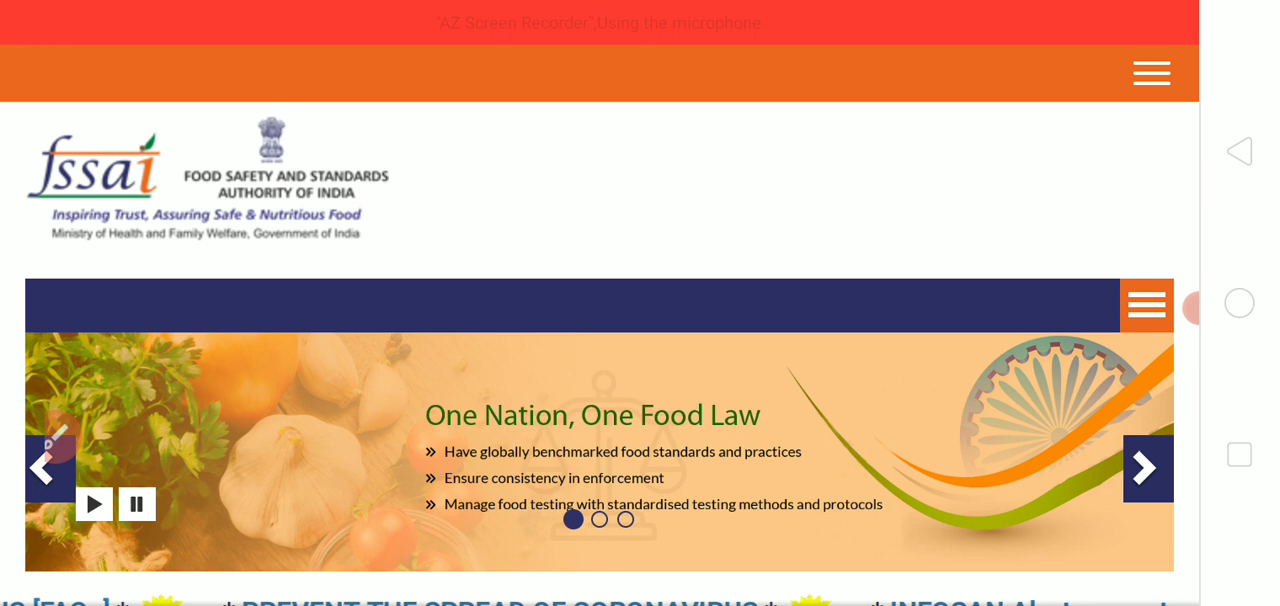 "AZ Screen Recorder",Using the microphone
fssai
FOOD SAFETY AND STANDARDS
AUTHORITY OF INDIA
Inspiring Trust, Assuring Safe & Nutritious Food
Ministry of Health and Family Welfare, Government of India
One Nation, One Food Law
» Have globally benchmarked food standards and practices
» Ensure consistency in enforcement
» Manage food testing with standardised testing methods and protocols
* PREVENT THE SPREAD OF CORONAVIRUS * * INFOSAN Alert